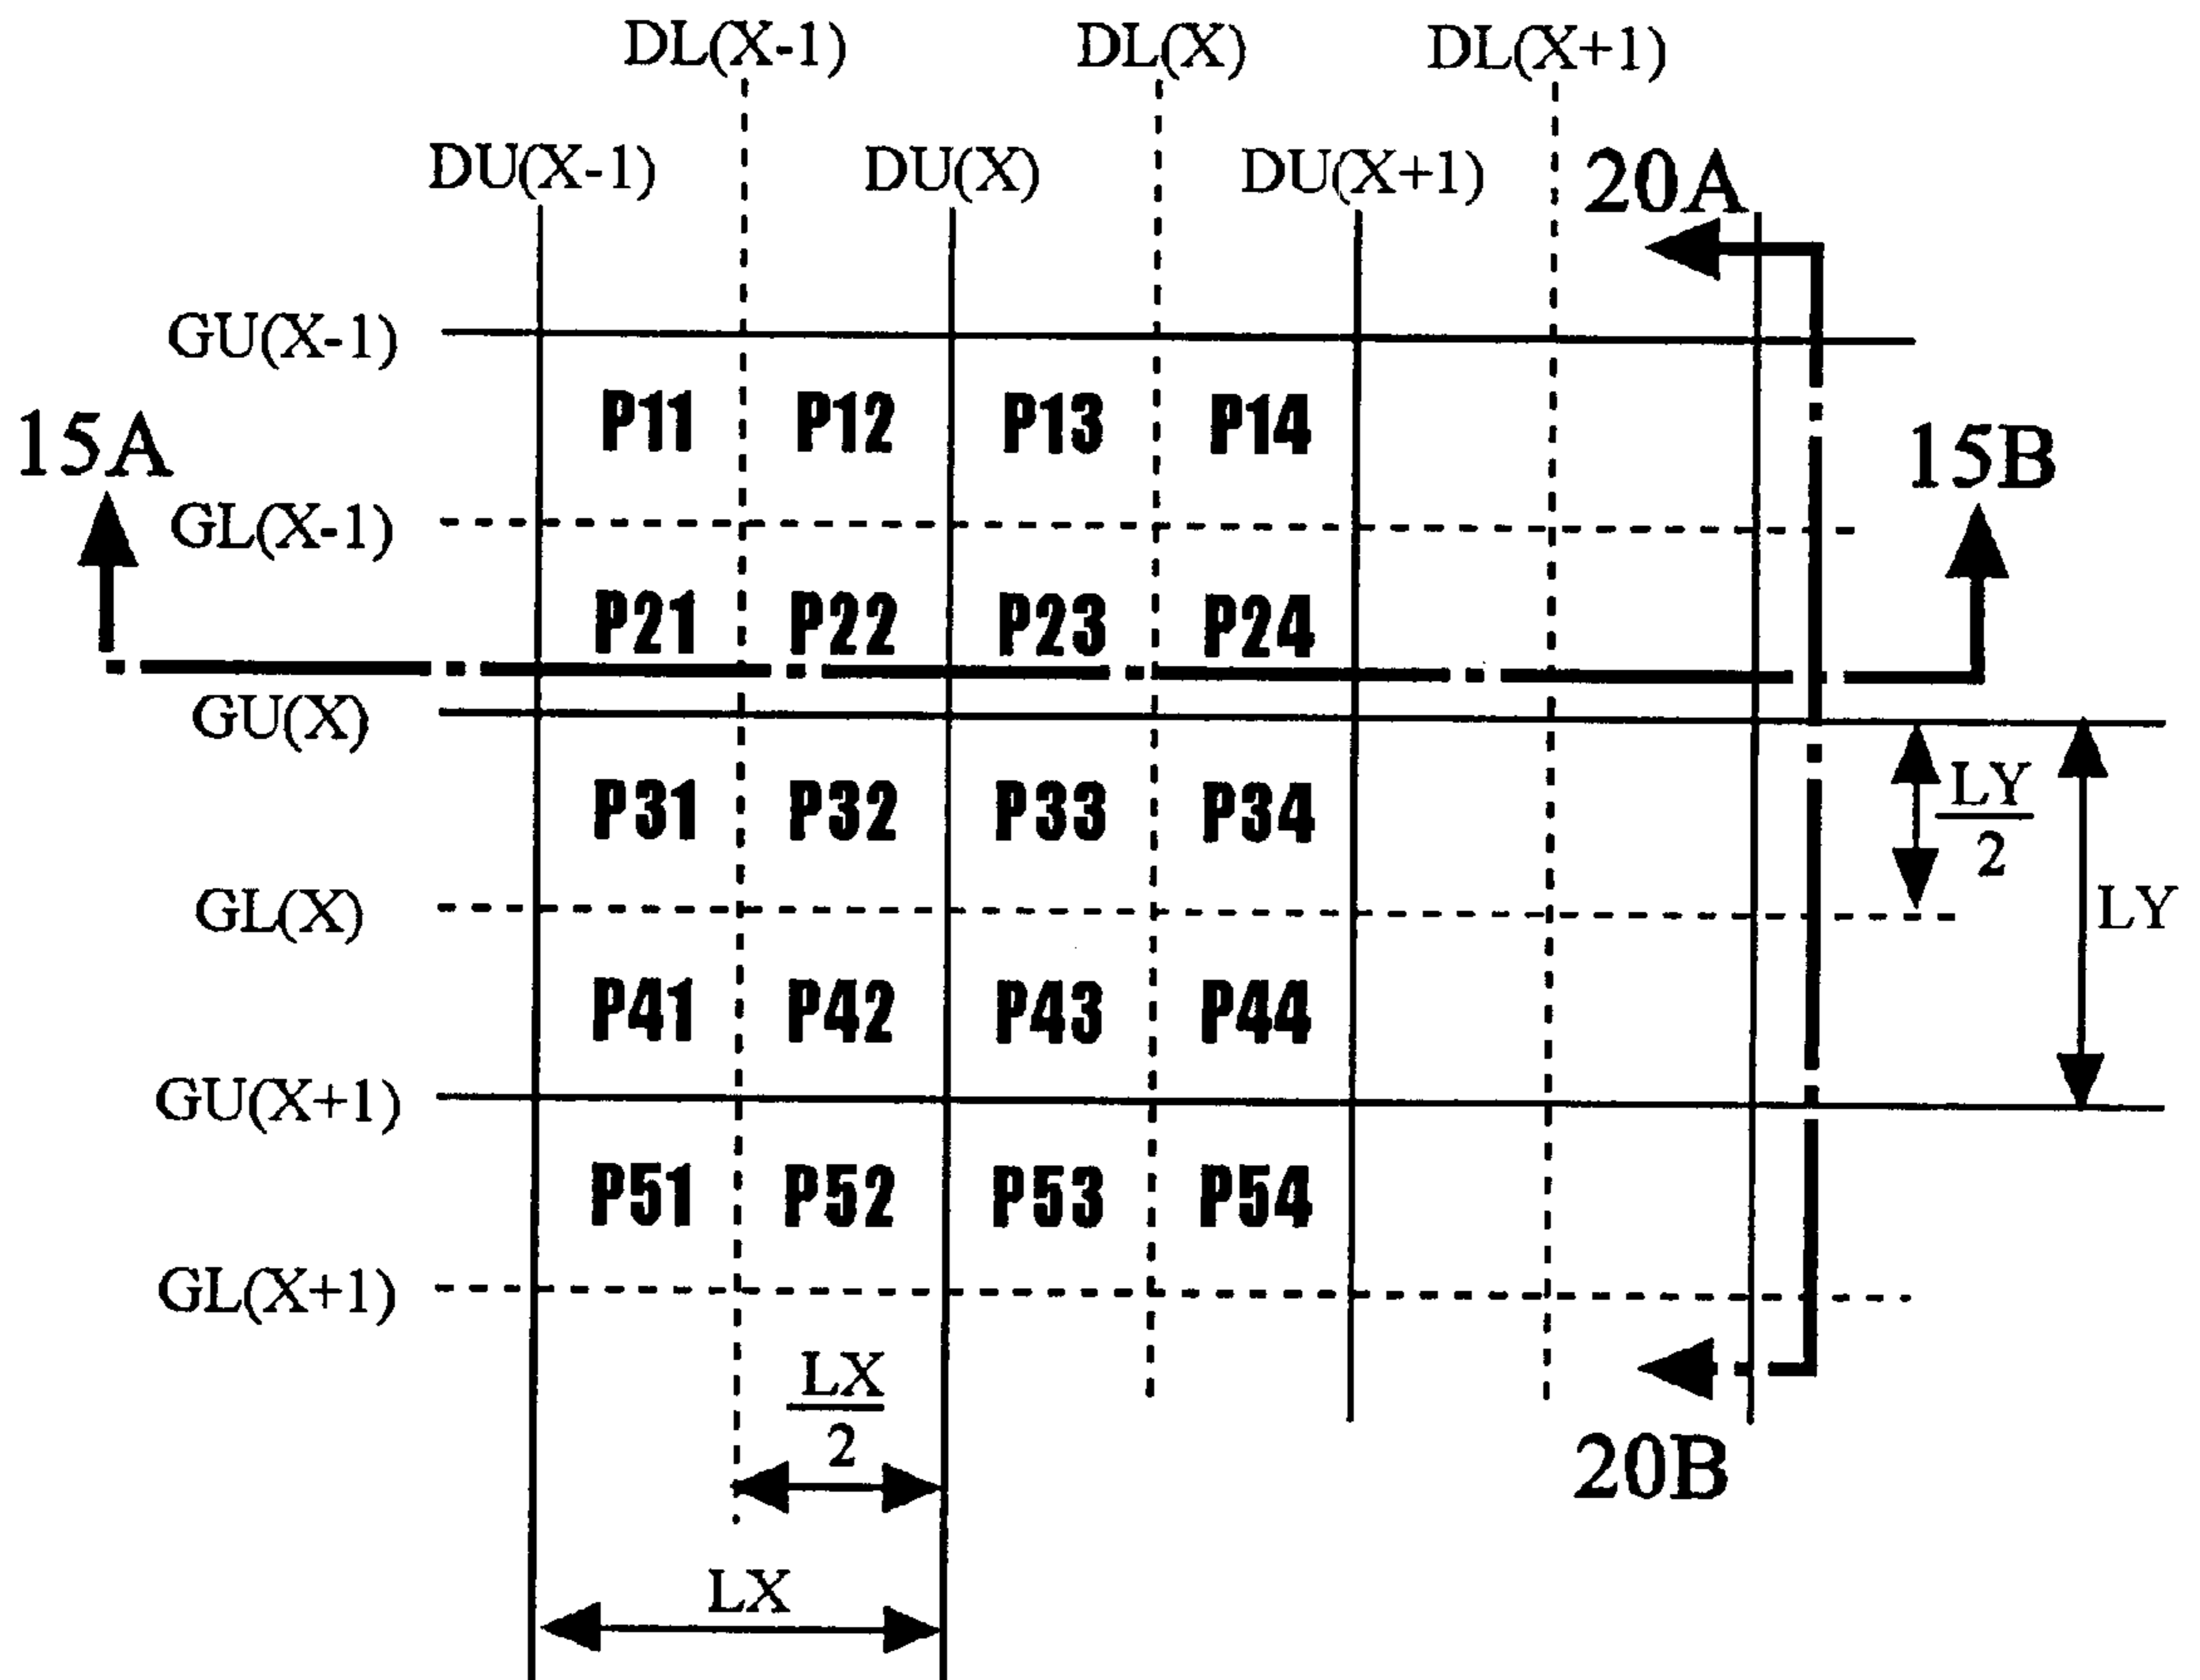 DL(X-1) DL(X) DL(X+1)
DU(X-1) DU(X) DU(X+1) 20A
GU(X-1)
P11 P12 P13 P14
15A 15B
GL(X-1)
P21 P22 P23 P24
GU(X)
P31 P32 P33 P34
LY
2
GL(X) LY
P41 P42 P43 P44
GU(X+1)
P51 P52 P53 P54
GL(X+1)
LX
2
20B
LX